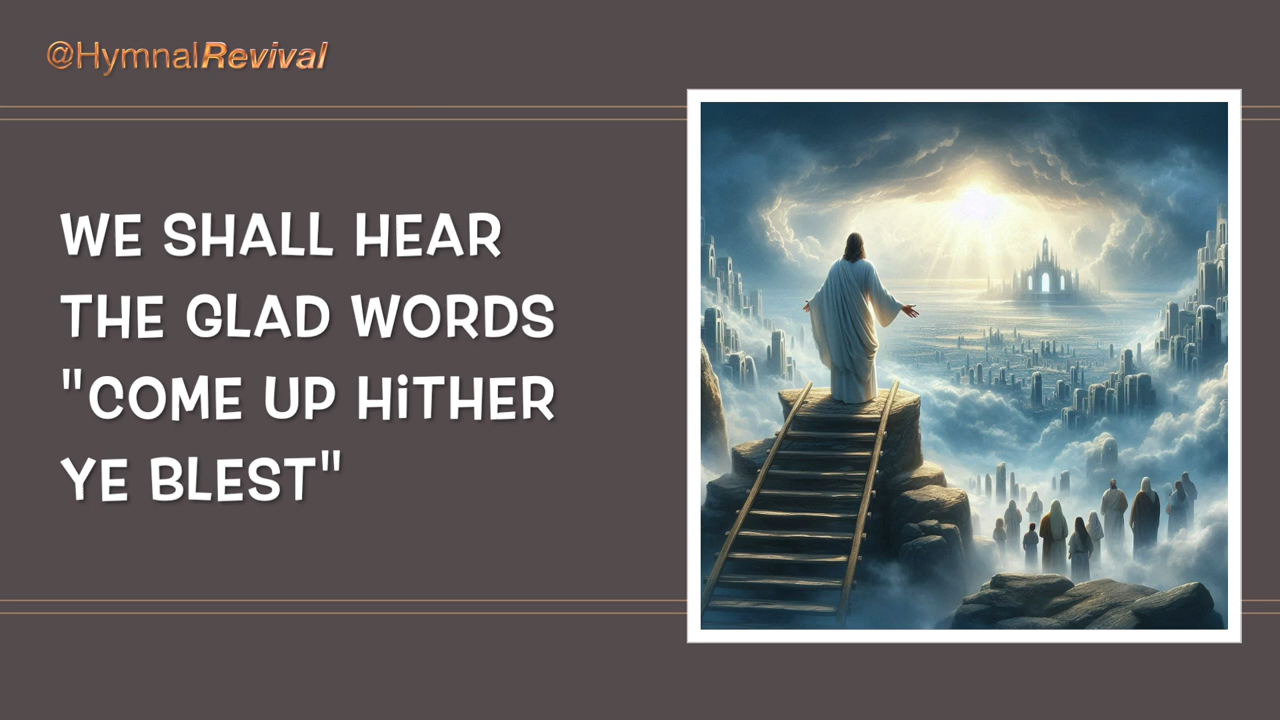 @HymnalRevival
WE SHALL HEAR
THE GLAD WORDS
"COME UP HiTHER
YE BLEST"